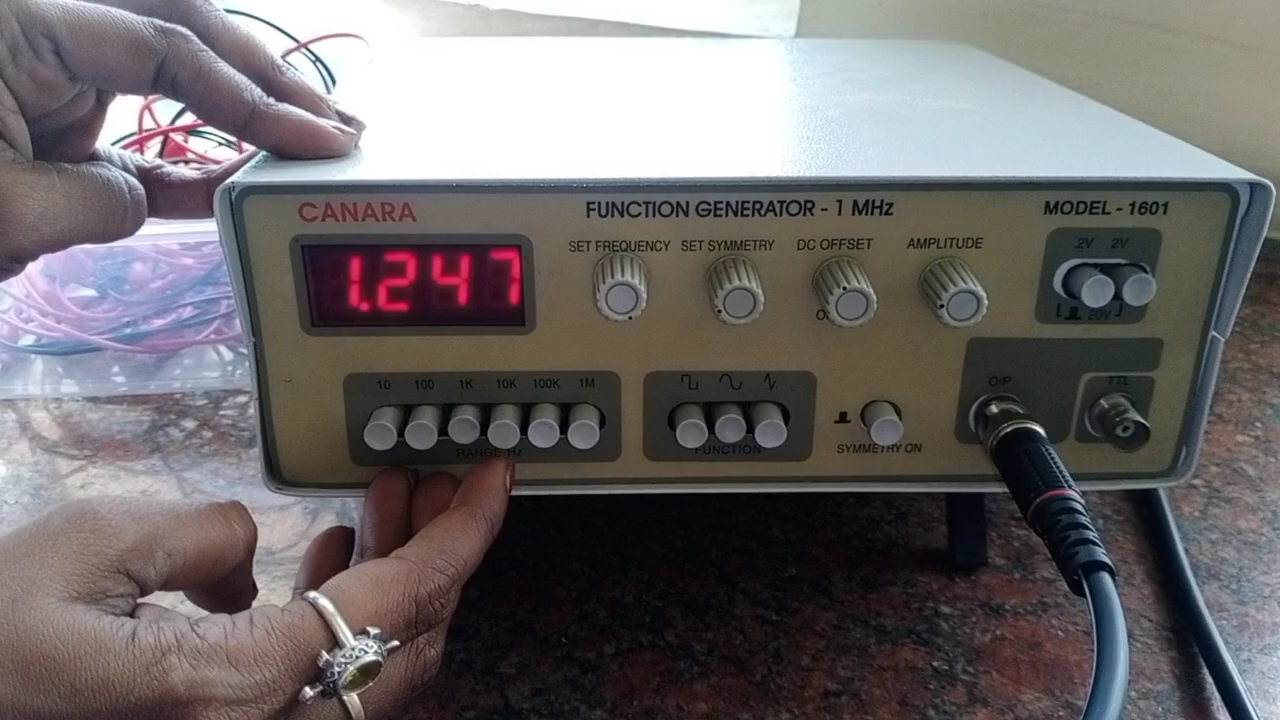 CANARA
FUNCTION GENERATOR - 1 MHz
MODEL - 1601
1.247
SET FREQUENCY
SET SYMMETRY
DC OFFSET
AMPLITUDE
.2V 2V
20V
10 100 1K 10K 100K 1M
RANGE Hz
FUNCTION
SYMMETRY ON
O/P
TTL